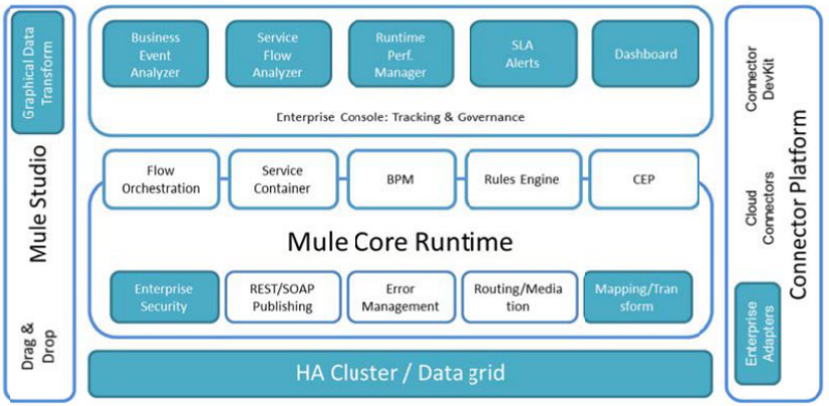 Graphical Data
Transform
Mule Studio
Drag &
Drop
Business
Event
Analyzer
Service
Flow
Analyzer
Runtime
Perf.
Manager
SLA
Alerts
Dashboard
Enterprise Console: Tracking & Governance
Flow
Orchestration
Service
Container
BPM
Rules Engine
CEP
Mule Core Runtime
Enterprise
Security
REST/SOAP
Publishing
Error
Management
Routing/Media
tion
Mapping/Tran
sform
HA Cluster / Data grid
Connector
DevKit
Cloud
Connectors
Enterprise
Adapters
Connector Platform